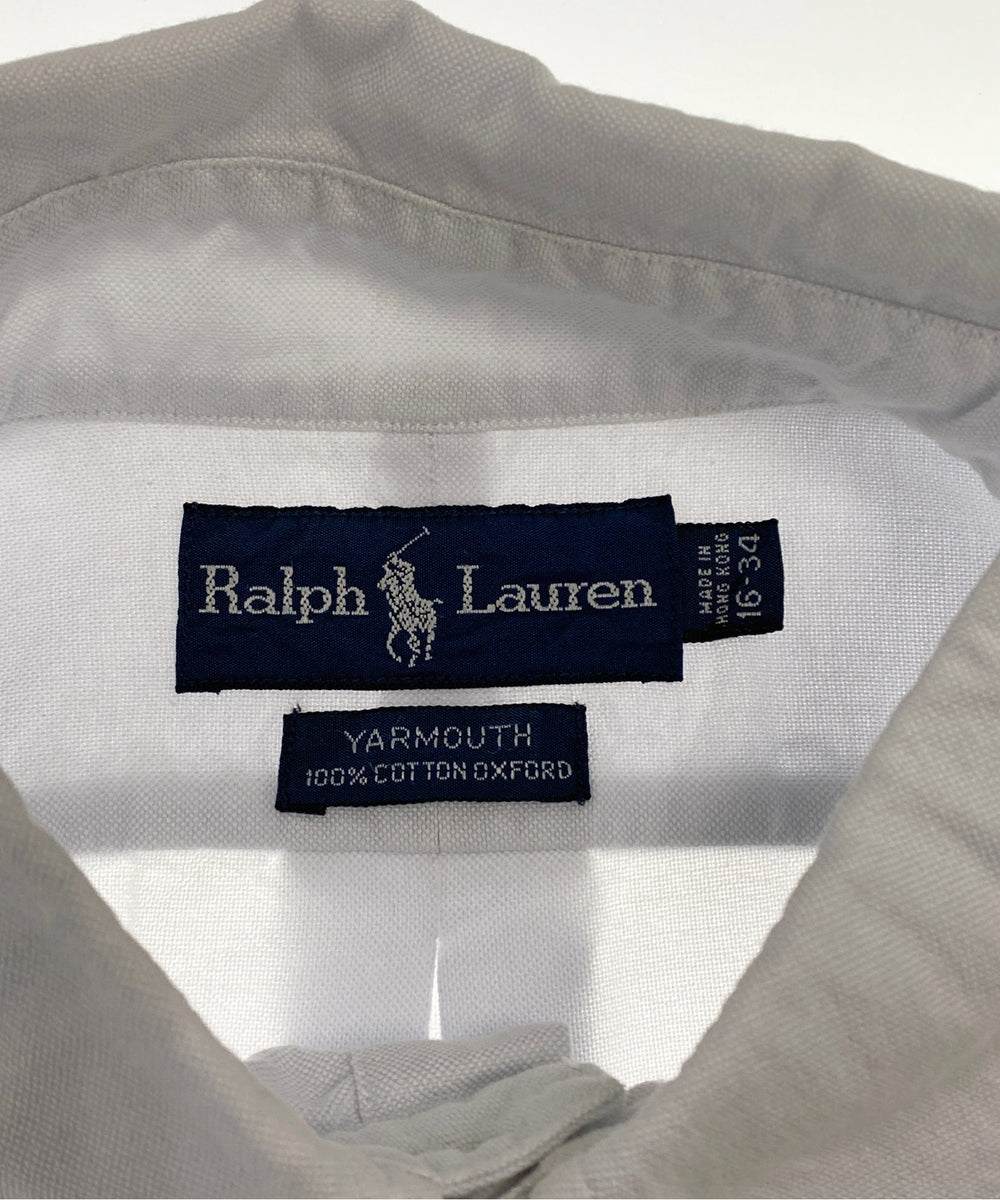 Ralph Lauren
MADE IN
HONG KONG
16-34
YARMOUTH
100% COTTON OXFORD